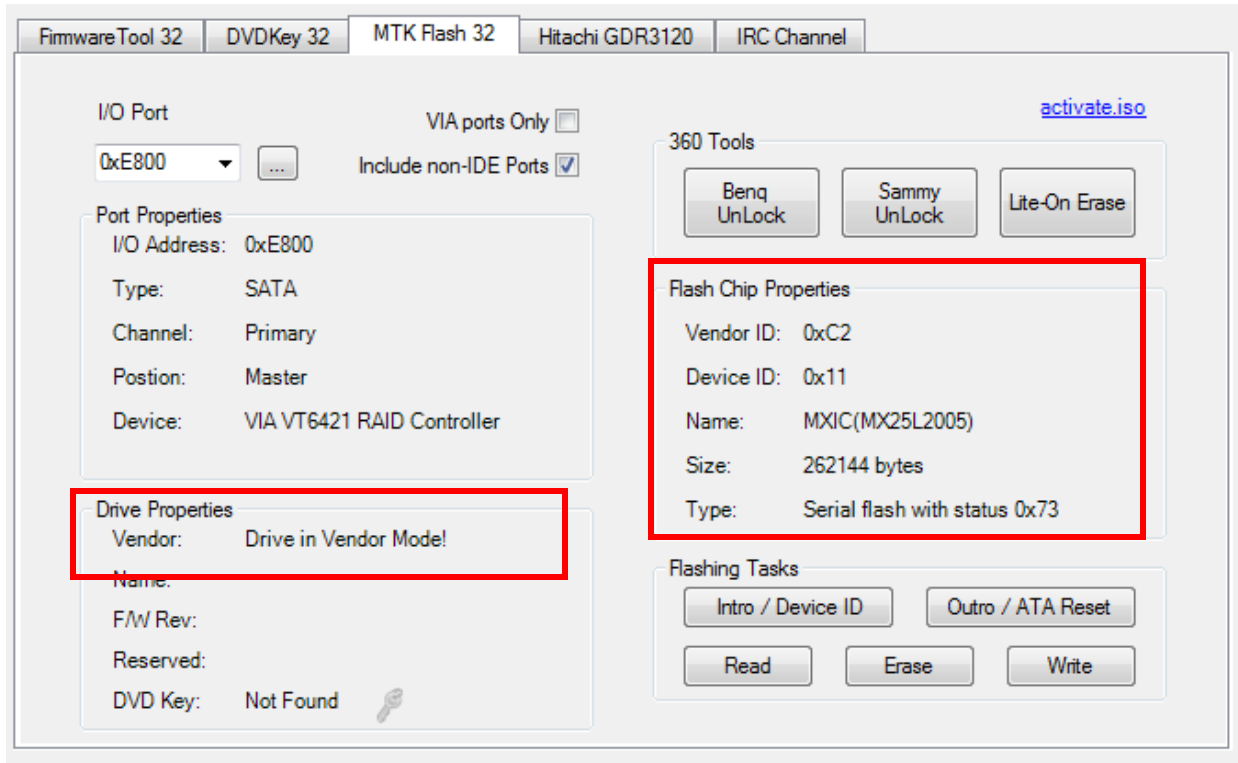 FirmwareTool 32
DVDKey 32
MTK Flash 32
Hitachi GDR3120
IRC Channel
I/O Port
VIA ports Only
0xE800
...
Include non-IDE Ports
Port Properties
I/O Address: 0xE800
Type: SATA
Channel: Primary
Postion: Master
Device: VIA VT6421 RAID Controller
Drive Properties
Vendor: Drive in Vendor Mode!
Name:
F/W Rev:
Reserved:
DVD Key: Not Found
activate.iso
360 Tools
Benq
UnLock
Sammy
UnLock
Lite-On Erase
Flash Chip Properties
Vendor ID: 0xC2
Device ID: 0x11
Name: MXIC(MX25L2005)
Size: 262144 bytes
Type: Serial flash with status 0x73
Flashing Tasks
Intro / Device ID
Outro / ATA Reset
Read
Erase
Write